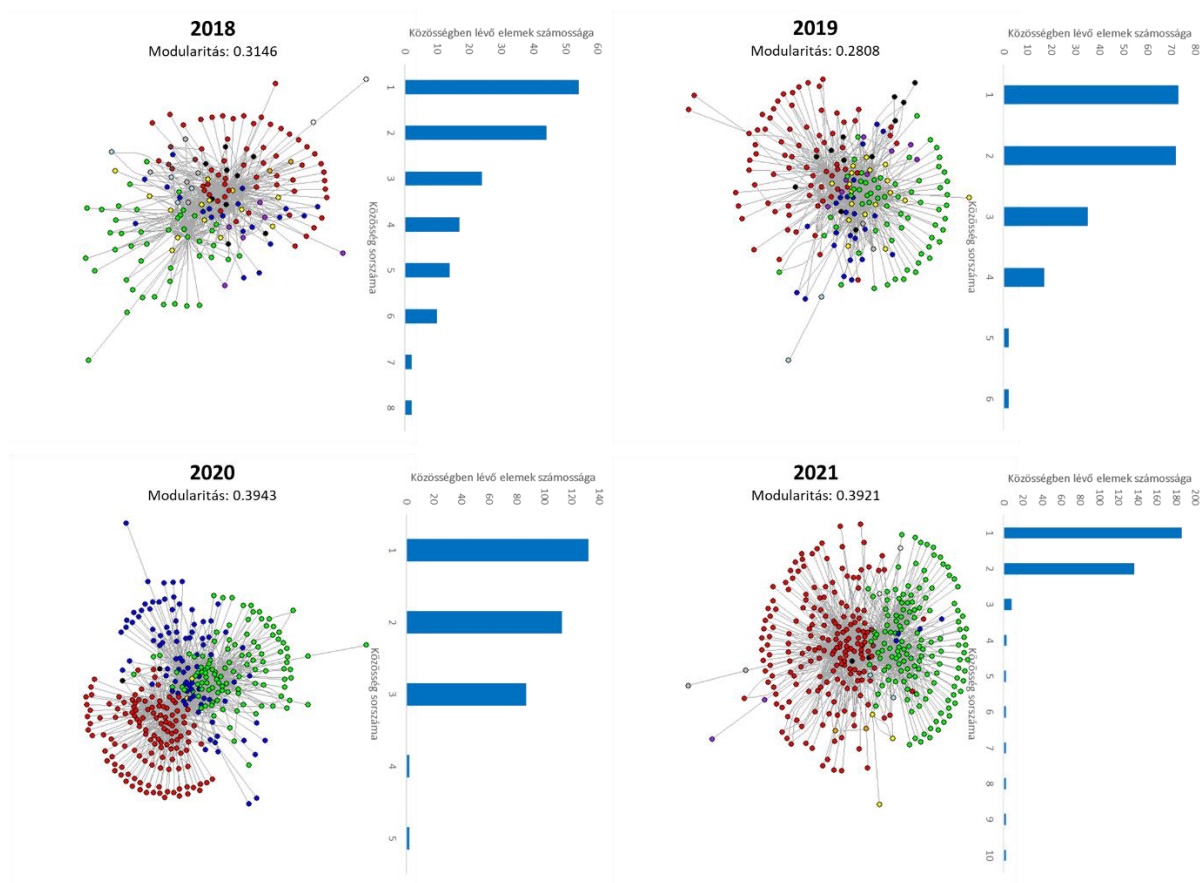 2018
Modularitás: 0.3146
Közösségben lévő elemek számossága
0 10 20 30 40 50 60
1
2
3
4
5
6
7
8
Közösség sorszáma
2019
Modularitás: 0.2808
Közösségben lévő elemek számossága
0 10 20 30 40 50 60 70 80
1
2
3
4
5
6
Közösség sorszáma
2020
Modularitás: 0.3943
Közösségben lévő elemek számossága
0 20 40 60 80 100 120 140
1
2
3
4
5
Közösség sorszáma
2021
Modularitás: 0.3921
Közösségben lévő elemek számossága
0 20 40 60 80 100 120 140 160 180 200
1
2
3
4
5
6
7
8
9
10
Közösség sorszáma